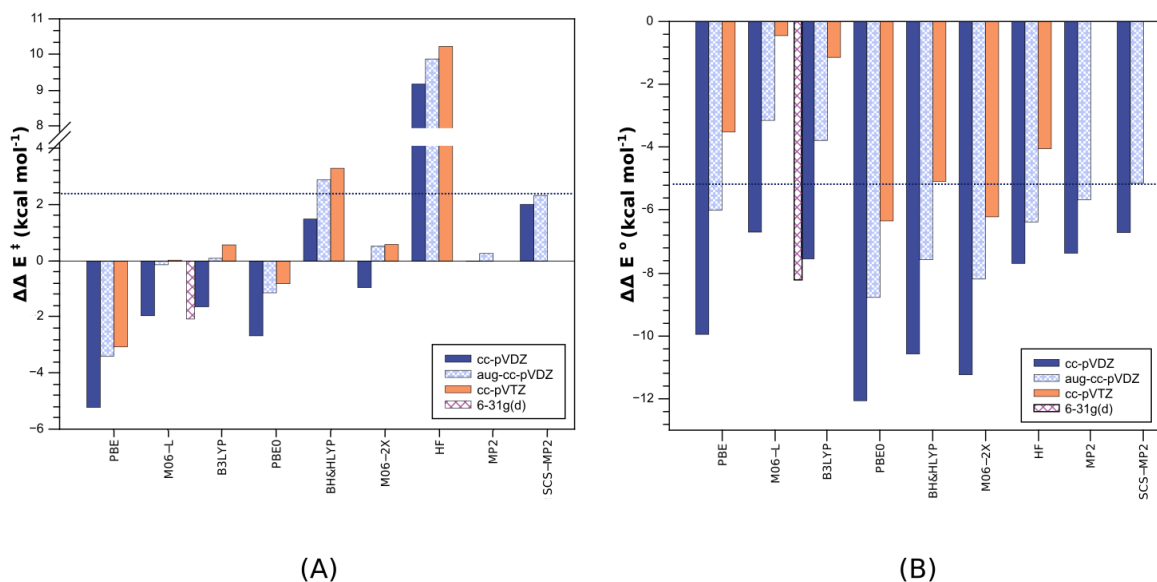 11
10
9
8
4
2
0
2
−4
−6
ΔΔ E ‡ (kcal mol-1)
cc-pVDZ
aug-cc-pVDZ
cc-pVTZ
6-31g(d)
PBE
M06−L
B3LYP
PBE0
BH&HLYP
M06−2X
HF
MP2
SCS−MP2
(A)
0
−2
−4
−6
−8
−10
−12
ΔΔ E o (kcal mol-1)
cc-pVDZ
aug-cc-pVDZ
cc-pVTZ
6-31g(d)
PBE
M06−L
B3LYP
PBE0
BH&HLYP
M06−2X
HF
MP2
SCS−MP2
(B)